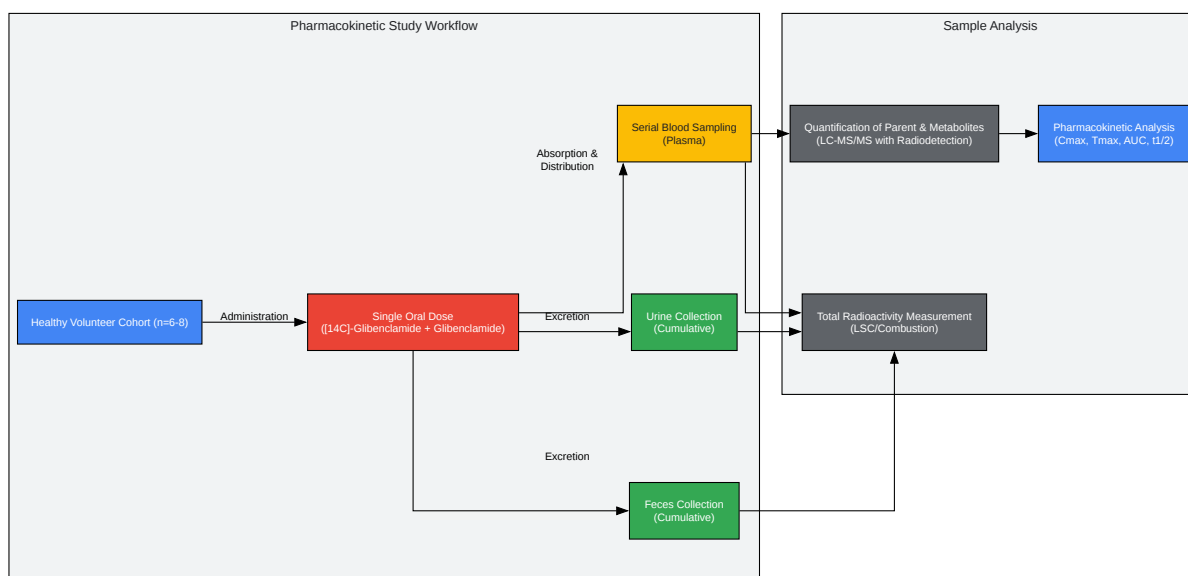 Pharmacokinetic Study Workflow
Sample Analysis
Serial Blood Sampling
(Plasma)
Quantification of Parent & Metabolites
(LC-MS/MS with Radiodetection)
Pharmacokinetic Analysis
(Cmax, Tmax, AUC, t1/2)
Absorption &
Distribution
Healthy Volunteer Cohort (n=6-8)
Administration
Single Oral Dose
([14C]-Glibenclamide + Glibenclamide)
Excretion
Urine Collection
(Cumulative)
Total Radioactivity Measurement
(LSC/Combustion)
Excretion
Feces Collection
(Cumulative)